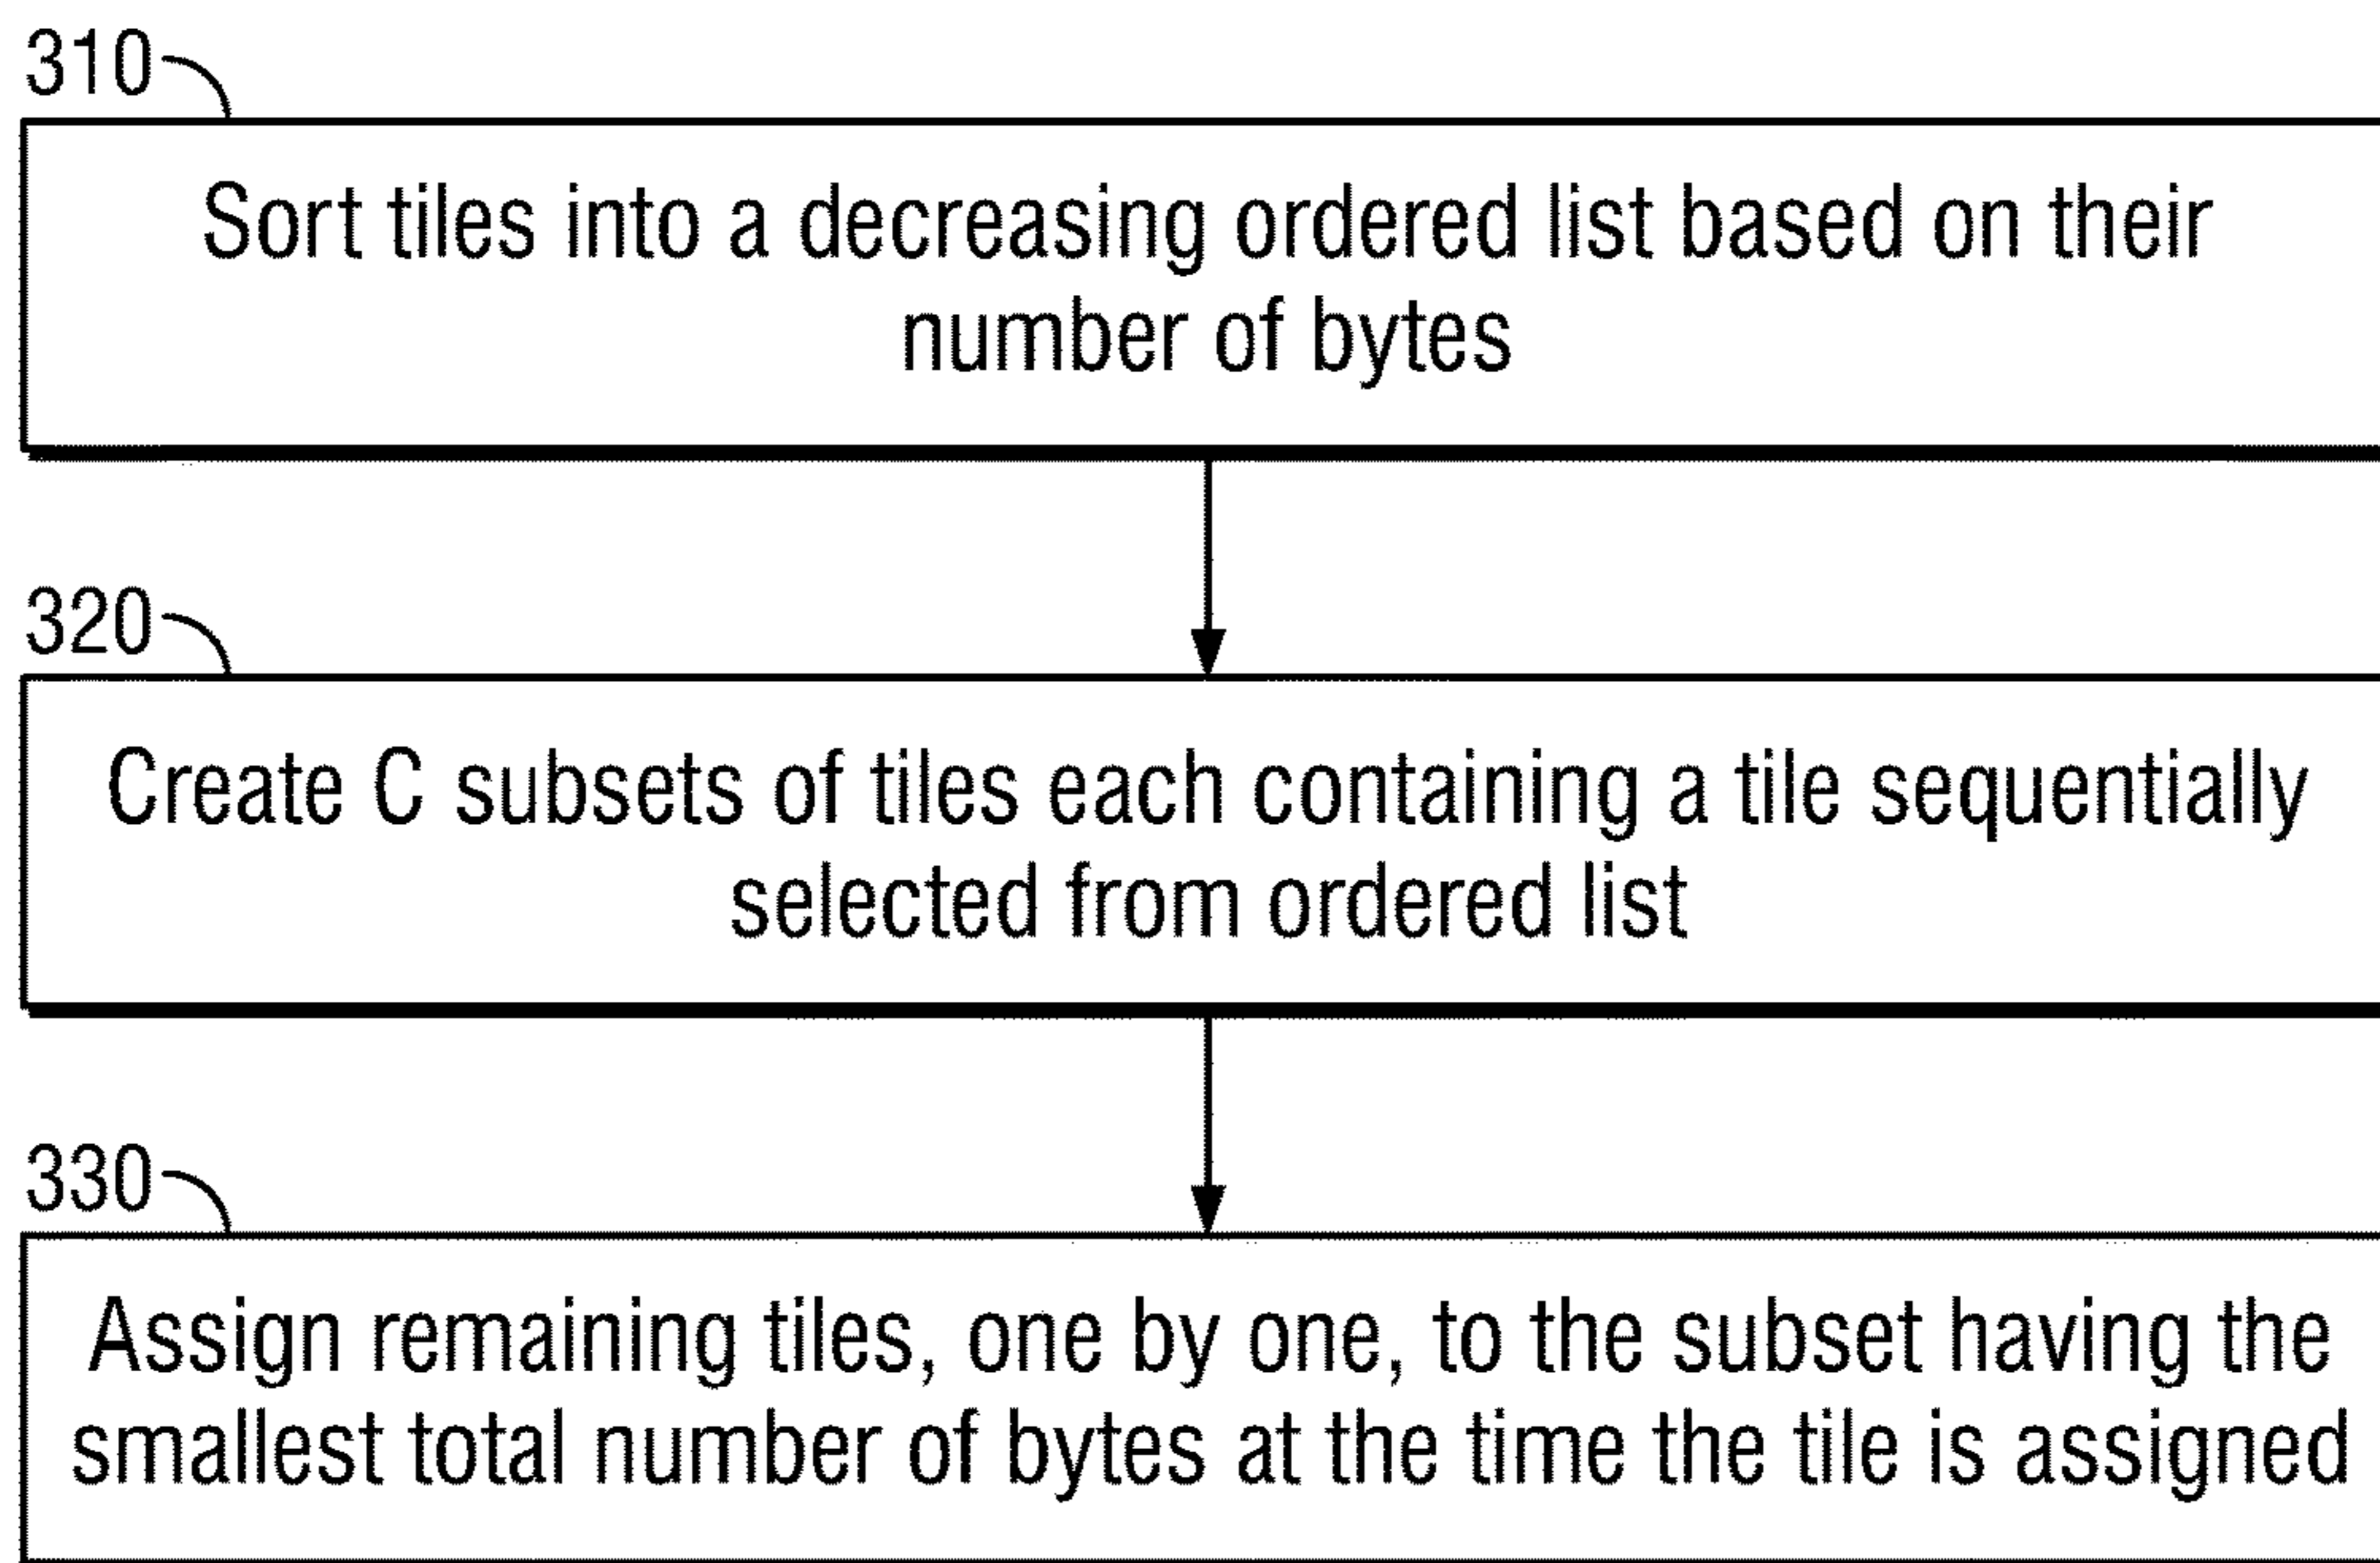 310
Sort tiles into a decreasing ordered list based on their
number of bytes
320
Create C subsets of tiles each containing a tile sequentially
selected from ordered list
330
Assign remaining tiles, one by one, to the subset having the
smallest total number of bytes at the time the tile is assigned